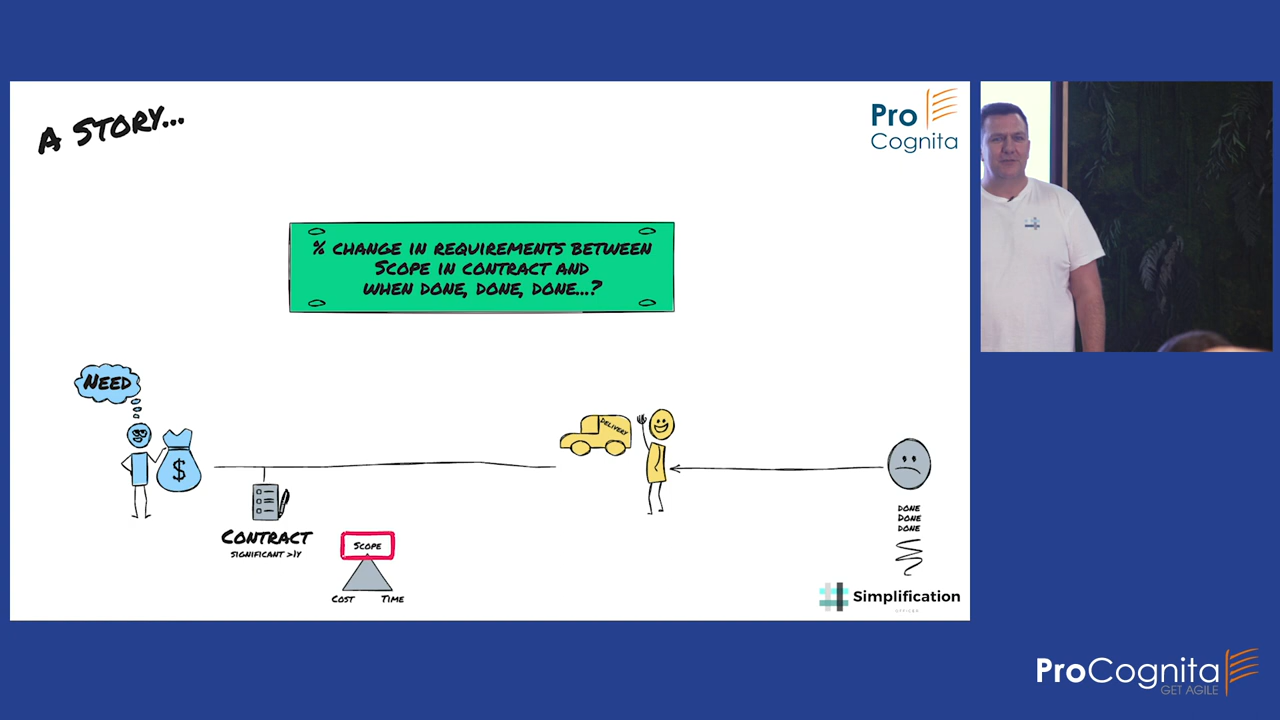 A STORY...
Pro
Cognita
% CHANGE IN REQUIREMENTS BETWEEN
SCOPE IN CONTRACT AND
WHEN DONE, DONE, DONE...?
NEED
$
DELIVERY
CONTRACT
SIGNIFICANT >1Y
SCOPE
COST TIME
DONE
DONE
DONE
Simplification
OFFICER
ProCognita
GET AGILE